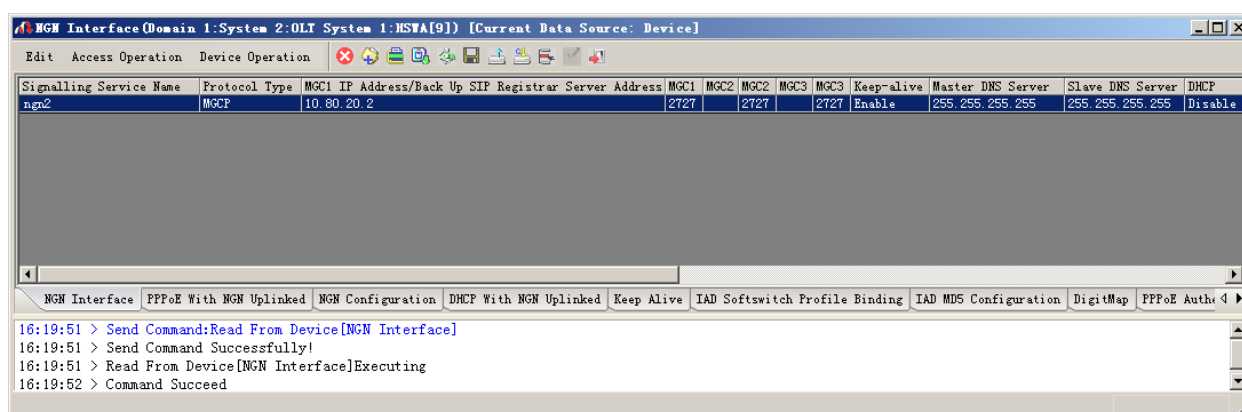 NGN Interface(Domain 1:System 2:OLT System 1:HSWA[9]) [Current Data Source: Device]
Edit Access Operation Device Operation
Signalling Service Name Protocol Type MGC1 IP Address/Back Up SIP Registrar Server Address MGC1 MGC2 MGC2 MGC3 MGC3 Keep-alive Master DNS Server Slave DNS Server DHCP
ngn2 MGCP 10.80.20.2 2727 2727 2727 Enable 255.255.255.255 255.255.255.255 Disable
NGN Interface PPPoE With NGN Uplinked NGN Configuration DHCP With NGN Uplinked Keep Alive IAD Softswitch Profile Binding IAD MD5 Configuration DigitMap PPPoE Authe
16:19:51 > Send Command:Read From Device[NGN Interface]
16:19:51 > Send Command Successfully!
16:19:51 > Read From Device[NGN Interface]Executing
16:19:52 > Command Succeed